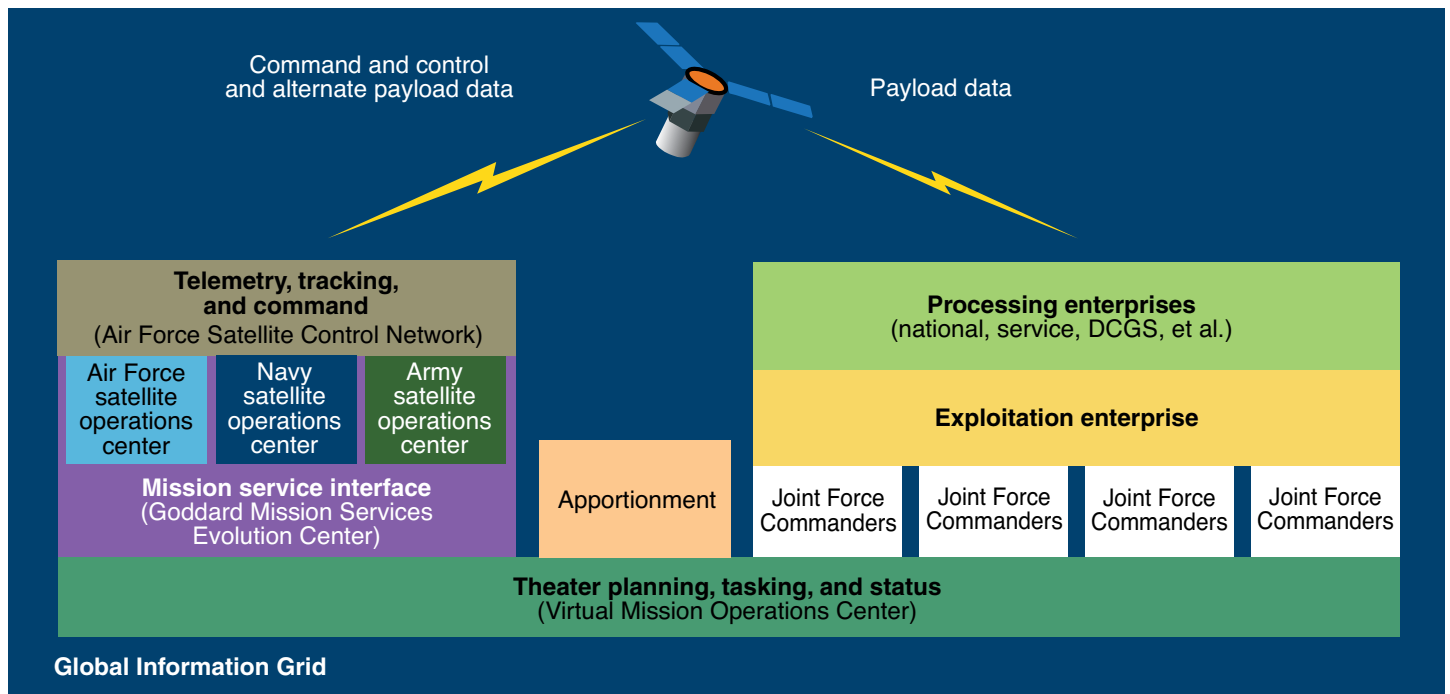 Command and control
and alternate payload data
Payload data
Telemetry, tracking,
and command
(Air Force Satellite Control Network)
Air Force
satellite
operations
center
Navy
satellite
operations
center
Army
satellite
operations
center
Mission service interface
(Goddard Mission Services
Evolution Center)
Apportionment
Processing enterprises
(national, service, DCGS, et al.)
Exploitation enterprise
Joint Force
Commanders
Joint Force
Commanders
Joint Force
Commanders
Joint Force
Commanders
Theater planning, tasking, and status
(Virtual Mission Operations Center)
Global Information Grid